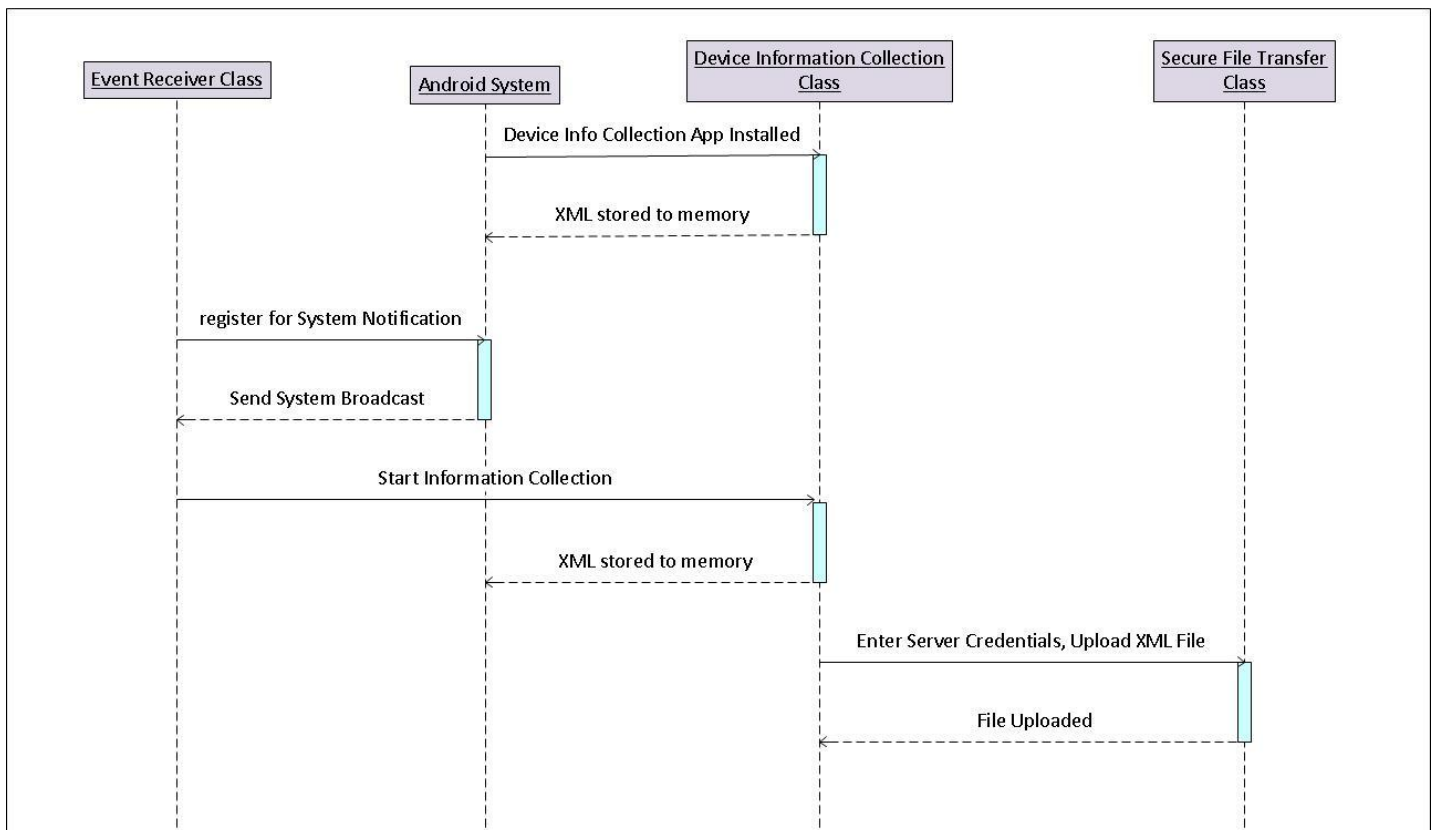 Event Receiver Class
Android System
Device Information Collection
Class
Secure File Transfer
Class
Device Info Collection App Installed
XML stored to memory
register for System Notification
Send System Broadcast
Start Information Collection
XML stored to memory
Enter Server Credentials, Upload XML File
File Uploaded